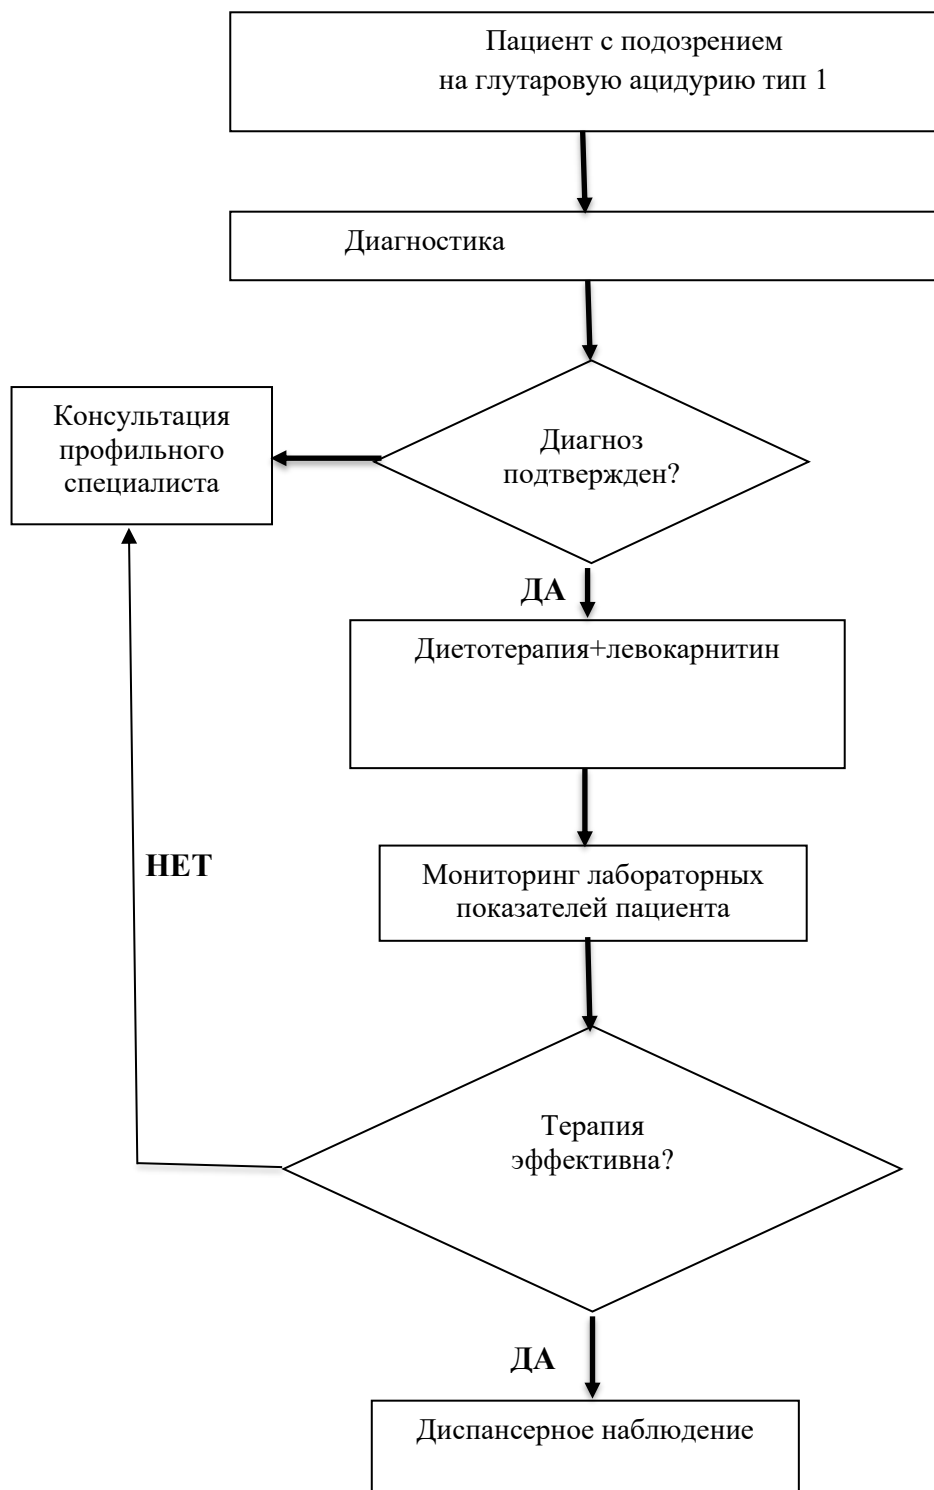 Пациент с подозрением
на глутаровую ацидурию тип 1
Диагностика
Консультация
профильного
специалиста
Диагноз
подтвержден?
ДА
Диетотерапия+левокарнитин
НЕТ
Мониторинг лабораторных
показателей пациента
Терапия
эффективна?
ДА
Диспансерное наблюдение